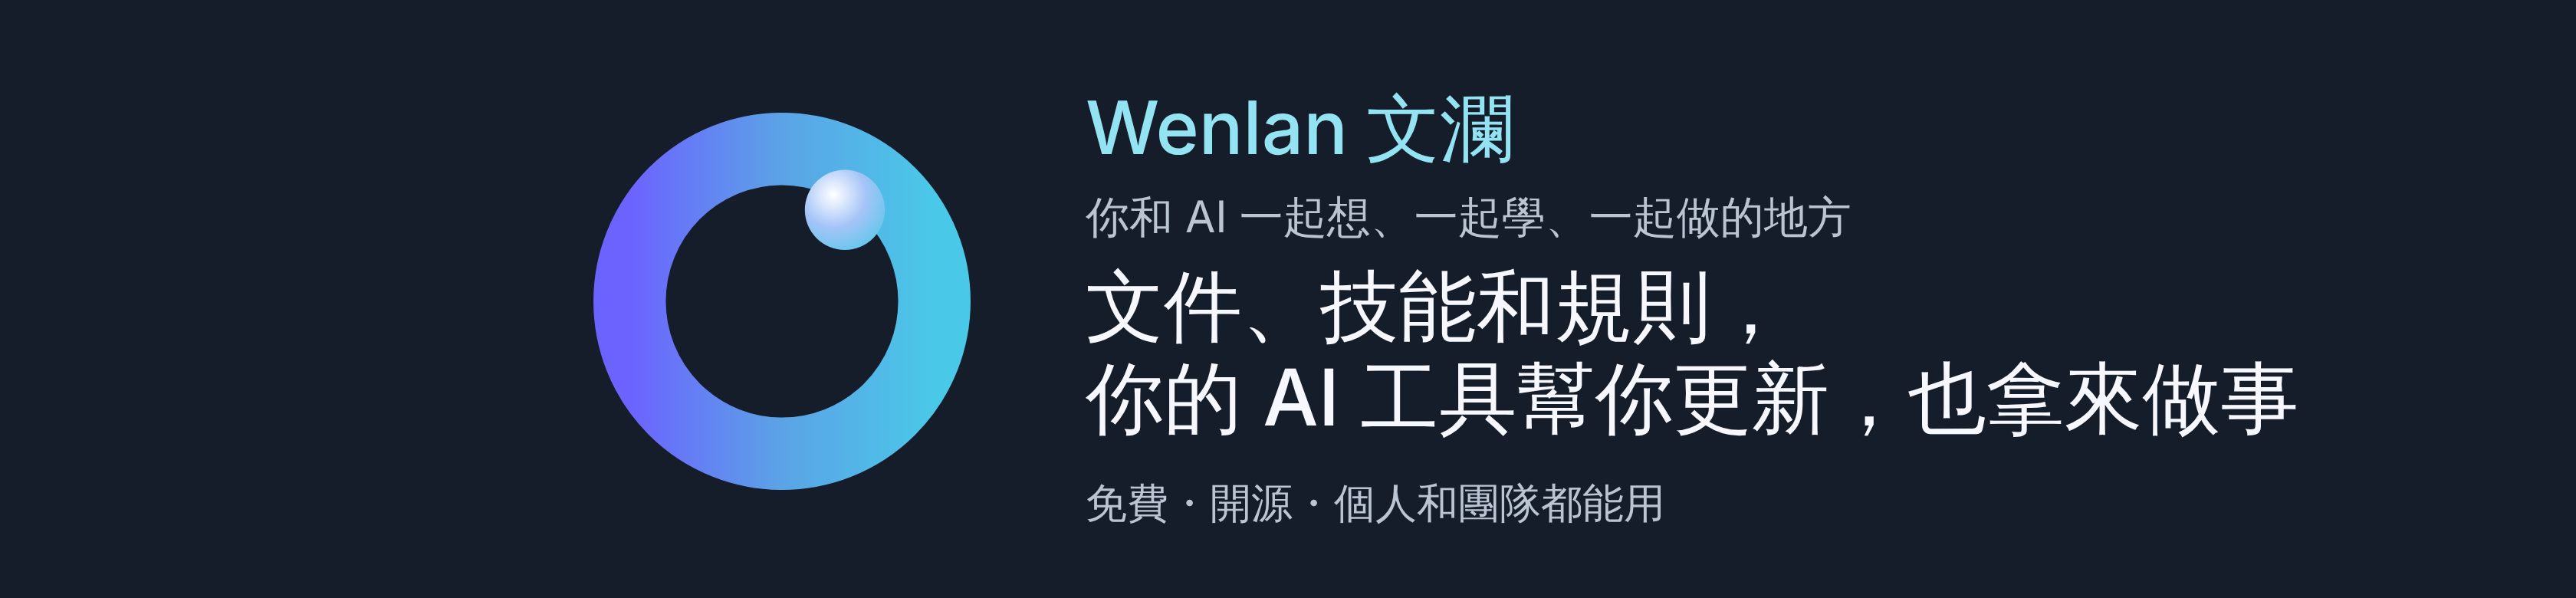 Wenlan 文瀾
你和 AI 一起想、一起學、一起做的地方
文件、技能和規則，
你的 AI 工具幫你更新，也拿來做事
免費・開源・個人和團隊都能用